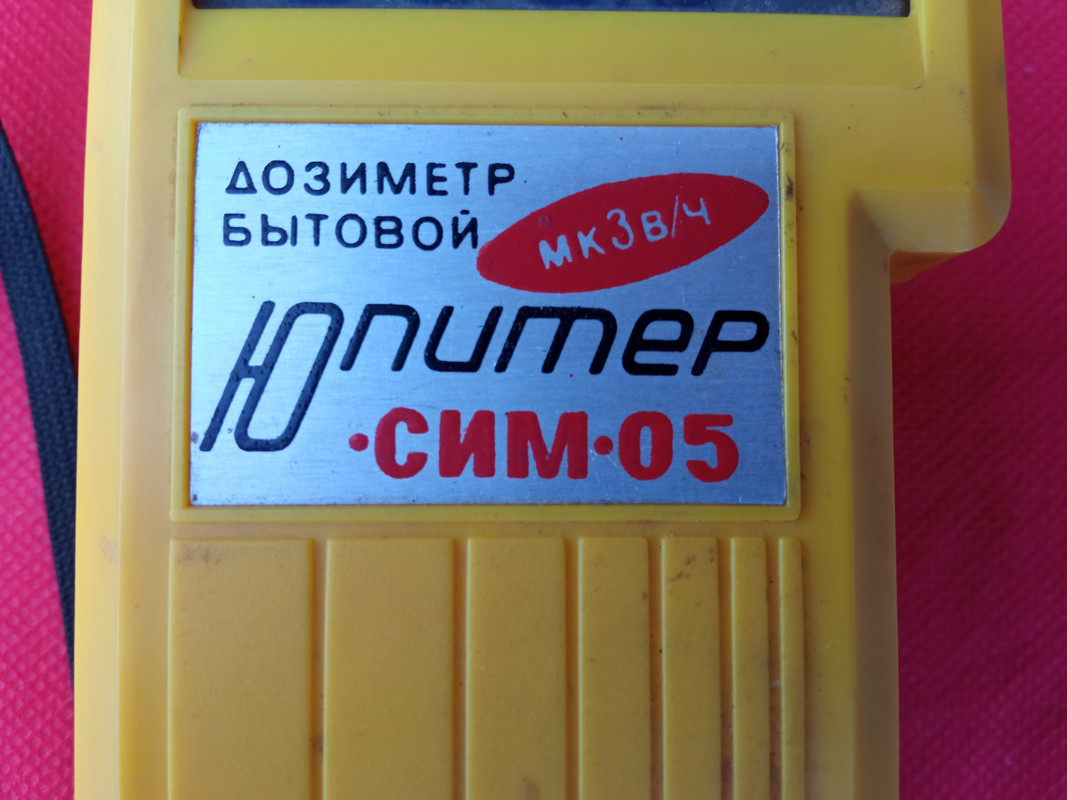 ДОЗИМЕТР
БЫТОВОЙ
мкЗв/ч
Юпитер
·СИМ·05